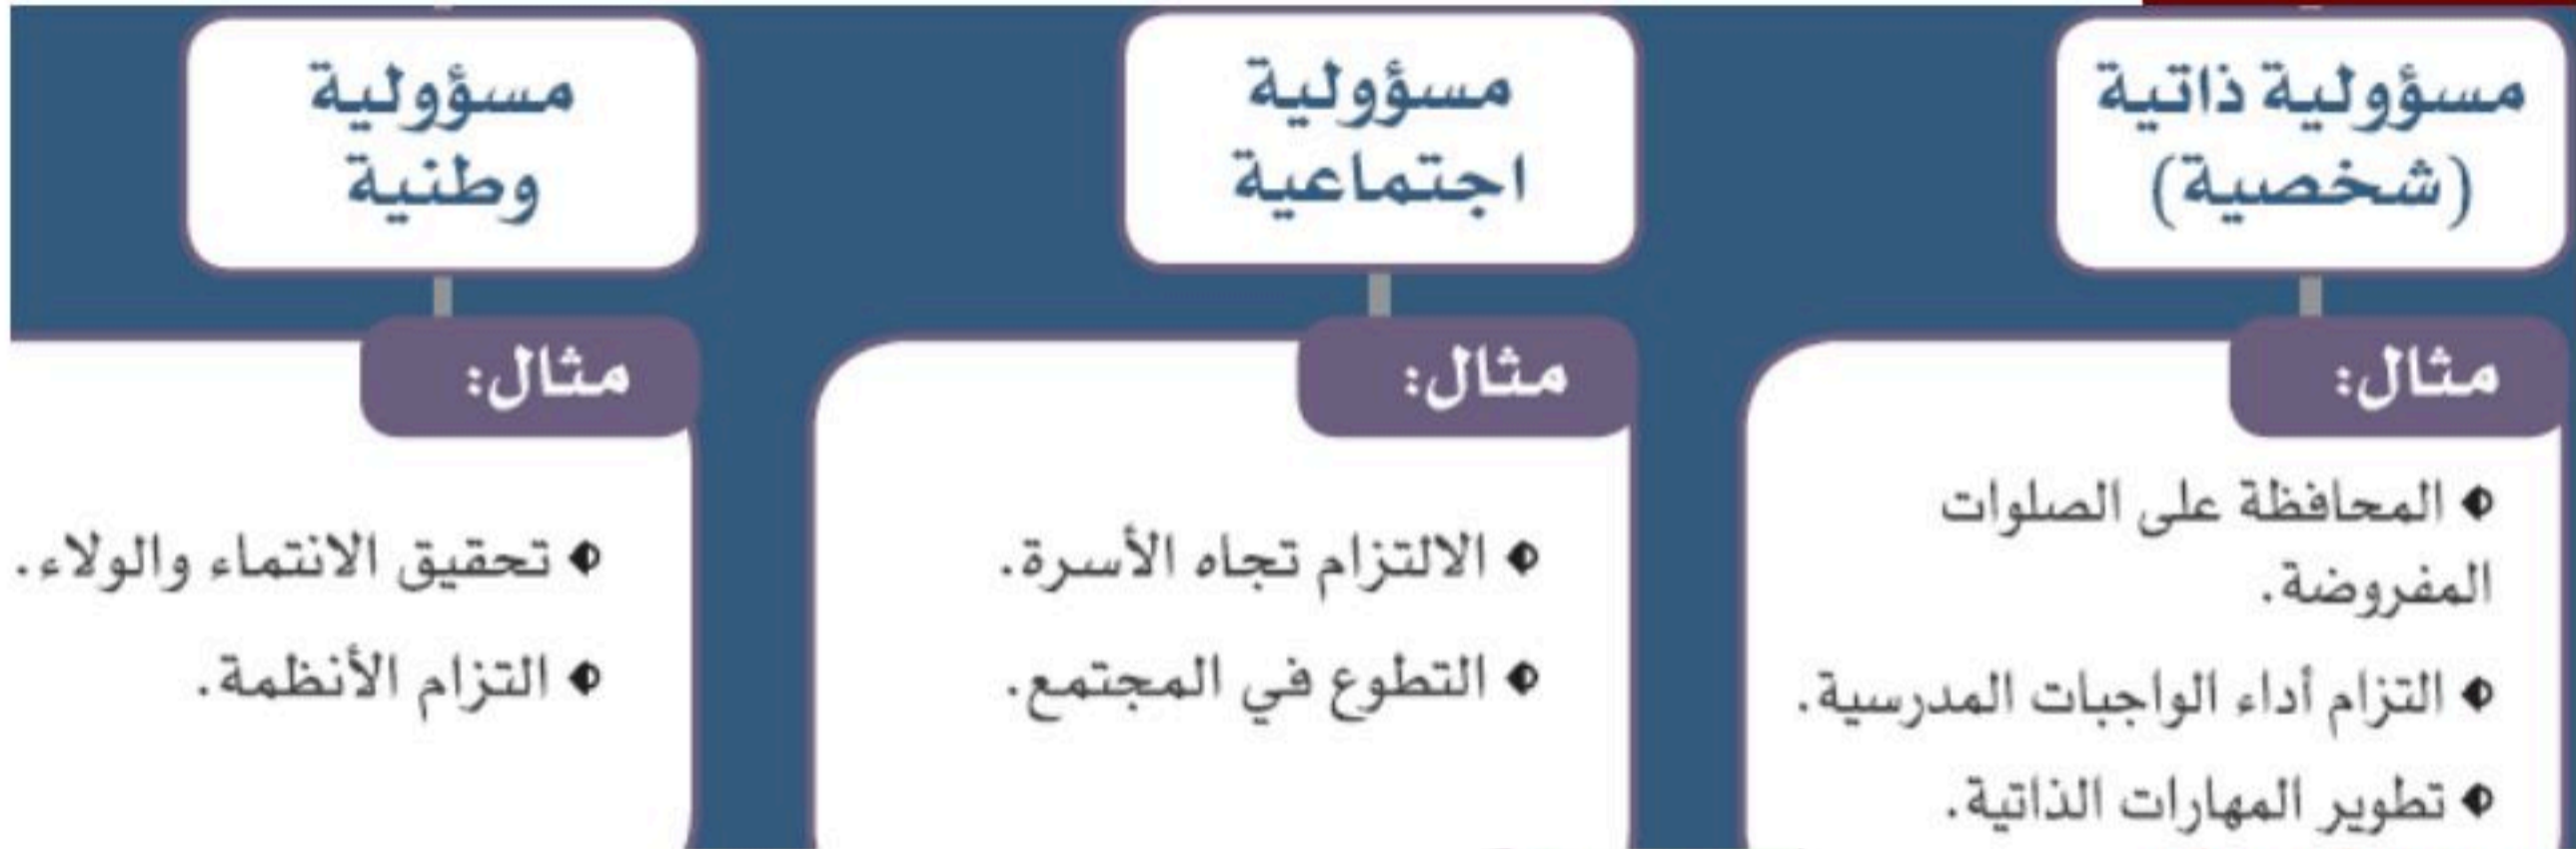 مسؤولية ذاتية
(شخصية)
مثال:
المحافظة على الصلوات
المفروضة.
التزام أداء الواجبات المدرسية.
تطوير المهارات الذاتية.
مسؤولية
اجتماعية
مثال:
الالتزام تجاه الأسرة.
التطوع في المجتمع.
مسؤولية
وطنية
مثال:
تحقيق الانتماء والولاء.
التزام الأنظمة.